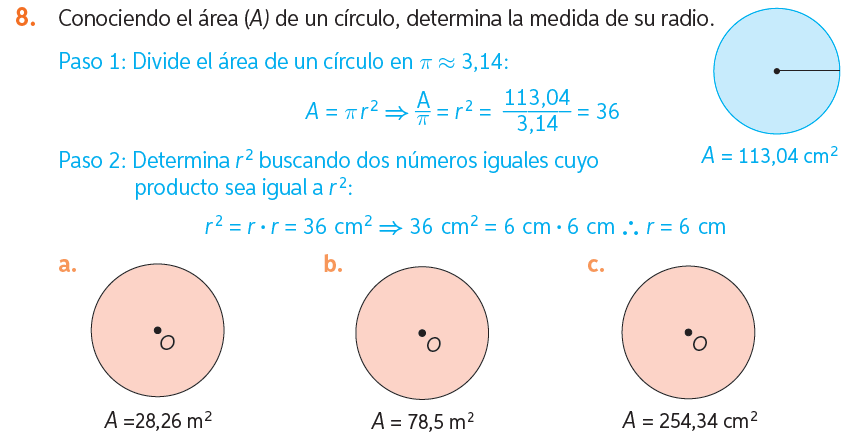 8. Conociendo el área (A) de un círculo, determina la medida de su radio.
Paso 1: Divide el área de un círculo en π ≈ 3,14:
A = π r² ⇒ A/π = r² = 113,04/3,14 = 36
A = 113,04 cm²
Paso 2: Determina r² buscando dos números iguales cuyo
producto sea igual a r²:
r² = r · r = 36 cm² ⇒ 36 cm² = 6 cm · 6 cm ∴ r = 6 cm
a. b. c.
O O O
A =28,26 m² A = 78,5 m² A = 254,34 cm²